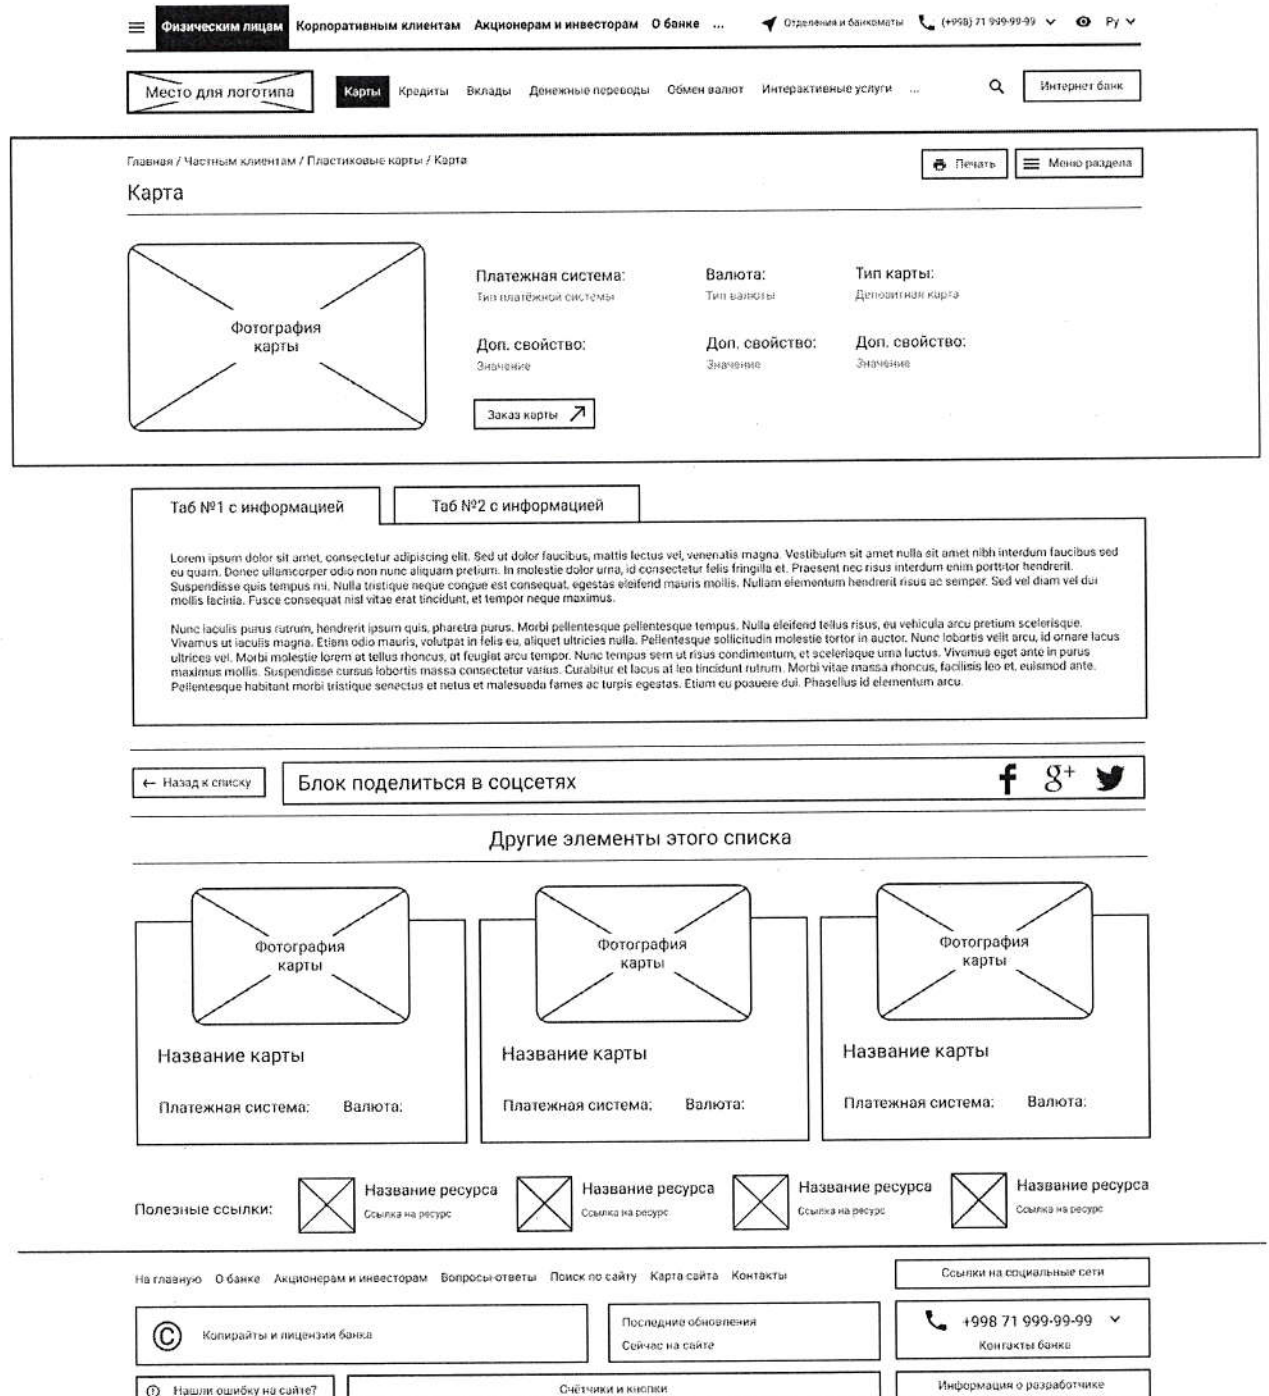 Физическим лицам Корпоративным клиентам Акционерам и инвесторам О банке ... Отделения и банкоматы (+998) 71 999-99-99 Ру
Место для логотипа Карты Кредиты Вклады Денежные переводы Обмен валют Интерактивные услуги ... Интернет банк
Главная / Частным клиентам / Пластиковые карты / Карта Печать Меню раздела
Карта
Фотография
карты
Платежная система: Валюта: Тип карты:
Тип платёжной системы Тип валюты Депозитная карта
Доп. свойство: Доп. свойство: Доп. свойство:
Значение Значение Значение
Заказ карты
Таб №1 с информацией Таб №2 с информацией
Lorem ipsum dolor sit amet, consectetur adipiscing elit. Sed ut dolor faucibus, mattis lectus vel, venenatis magna. Vestibulum sit amet nulla sit amet nibh interdum faucibus sed
eu quam. Donec ullamcorper odio non nunc aliquam pretium. In molestie dolor urna, id consectetur felis fringilla et. Praesent nec risus interdum enim porttitor hendrerit.
Suspendisse quis tempus mi. Nulla tristique neque congue est consequat, egestas eleifend mauris mollis. Nullam elementum hendrerit risus ac semper. Sed vel diam vel dui
mollis lacinia. Fusce consequat nisl vitae erat tincidunt, et tempor neque maximus.
Nunc iaculis purus rutrum, hendrerit ipsum quis, pharetra purus. Morbi pellentesque pellentesque tempus. Nulla eleifend tellus risus, eu vehicula arcu pretium scelerisque.
Vivamus ut iaculis magna. Etiam odio mauris, volutpat in felis eu, aliquet ultricies nulla. Pellentesque sollicitudin molestie tortor in auctor. Nunc lobortis velit arcu, id ornare lacus
ultrices vel. Morbi molestie lorem at tellus rhoncus, at feugiat arcu tempor. Nunc tempus sem ut risus condimentum, et scelerisque urna luctus. Vivamus eget ante in purus
maximus mollis. Suspendisse cursus lobortis massa consectetur varius. Curabitur et lacus at leo tincidunt rutrum. Morbi vitae massa rhoncus, facilisis leo et, euismod ante.
Pellentesque habitant morbi tristique senectus et netus et malesuada fames ac turpis egestas. Etiam eu posuere dui. Phasellus id elementum arcu.
← Назад к списку Блок поделиться в соцсетях f g+
Другие элементы этого списка
Фотография Фотография Фотография
карты карты карты
Название карты Название карты Название карты
Платежная система: Валюта: Платежная система: Валюта: Платежная система: Валюта:
Полезные ссылки: Название ресурса Название ресурса Название ресурса Название ресурса
Ссылка на ресурс Ссылка на ресурс Ссылка на ресурс Ссылка на ресурс
На главную О банке Акционерам и инвесторам Вопросы-ответы Поиск по сайту Карта сайта Контакты Ссылки на социальные сети
© Копирайты и лицензии банка
Последние обновления
Сейчас на сайте
+998 71 999-99-99
Контакты банка
Нашли ошибку на сайте? Счётчики и кнопки Информация о разработчике